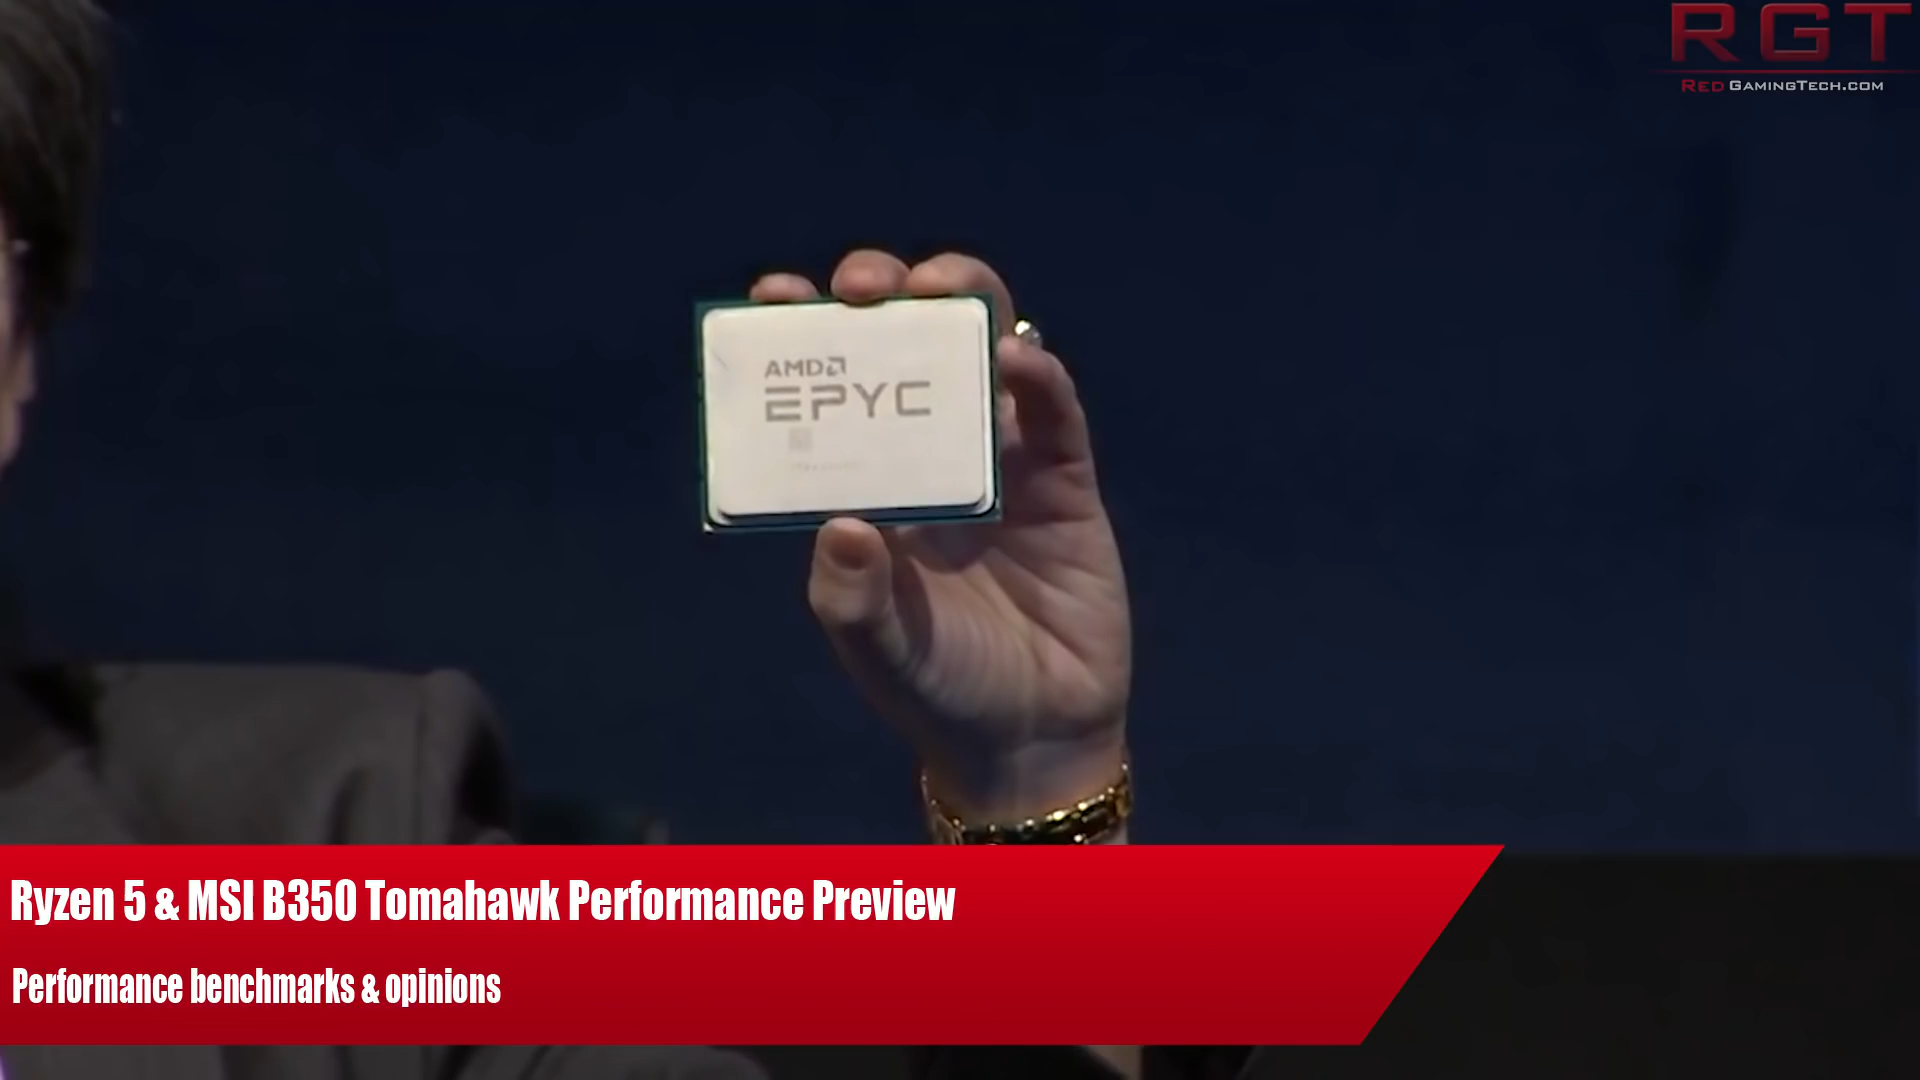 RGT
RED GAMINGTECH.COM
AMD
EPYC
Ryzen 5 & MSI B350 Tomahawk Performance Preview
Performance benchmarks & opinions